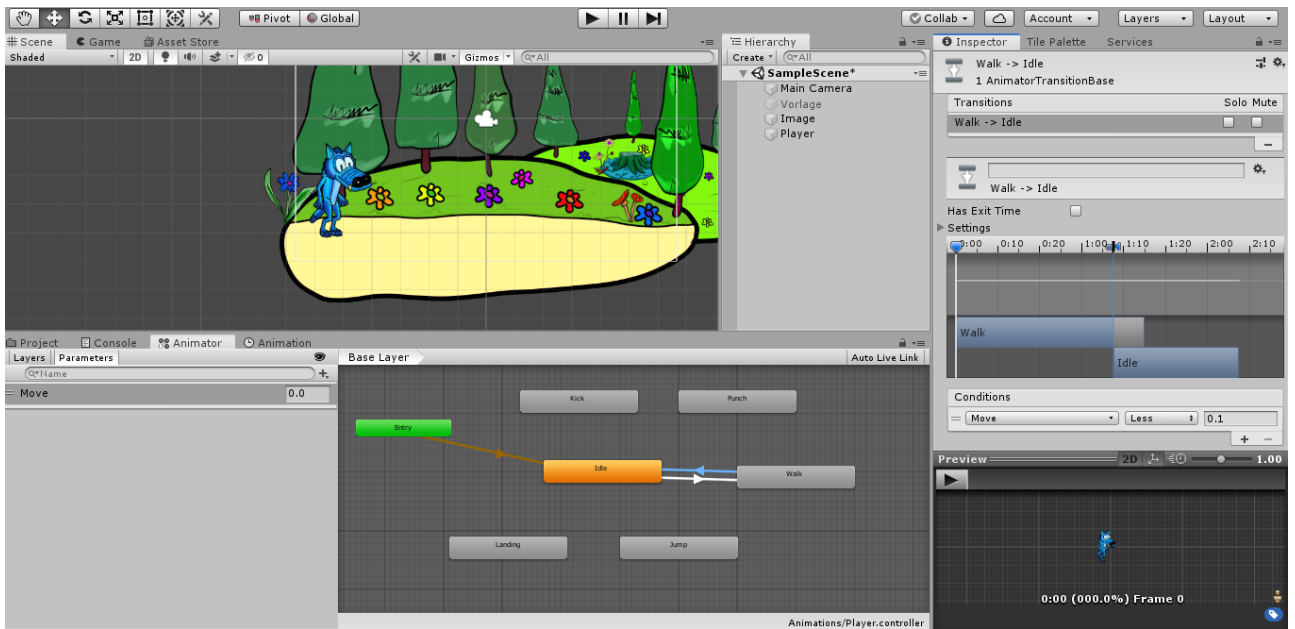 Pivot Global Collab Account Layers Layout
Scene Game Asset Store
Shaded 2D 0 Gizmos All
Hierarchy
Create All
SampleScene*
Main Camera
Vorlage
Image
Player
Inspector Tile Palette Services
Walk -> Idle
1 AnimatorTransitionBase
Transitions Solo Mute
Walk -> Idle
Walk -> Idle
Has Exit Time
Settings
0:00 0:10 0:20 1:00 1:10 1:20 2:00 2:10
Walk
Idle
Conditions
Move Less 0.1
Preview 2D 1.00
0:00 (000.0%) Frame 0
Project Console Animator Animation
Layers Parameters
Name
Move 0.0
Base Layer Auto Live Link
Kick Punch
Entry
Idle Walk
Landing Jump
Animations/Player.controller